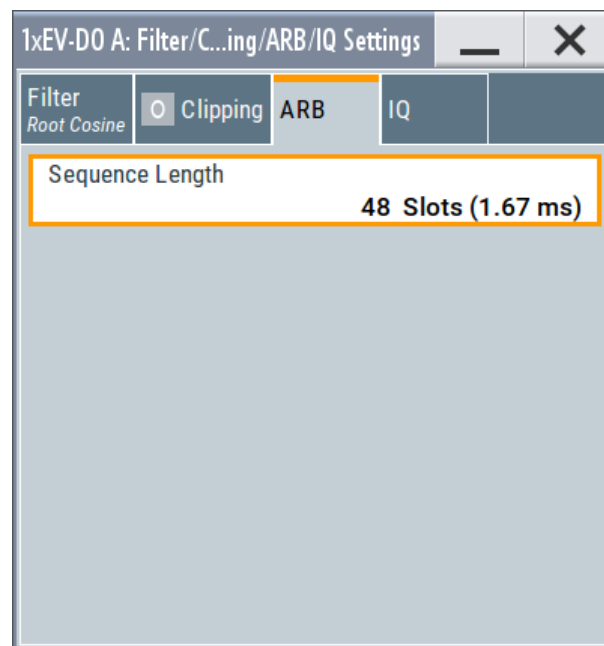 1xEV-DO A: Filter/C...ing/ARB/IQ Settings
Filter
Root Cosine
O Clipping
ARB
IQ
Sequence Length
48 Slots (1.67 ms)